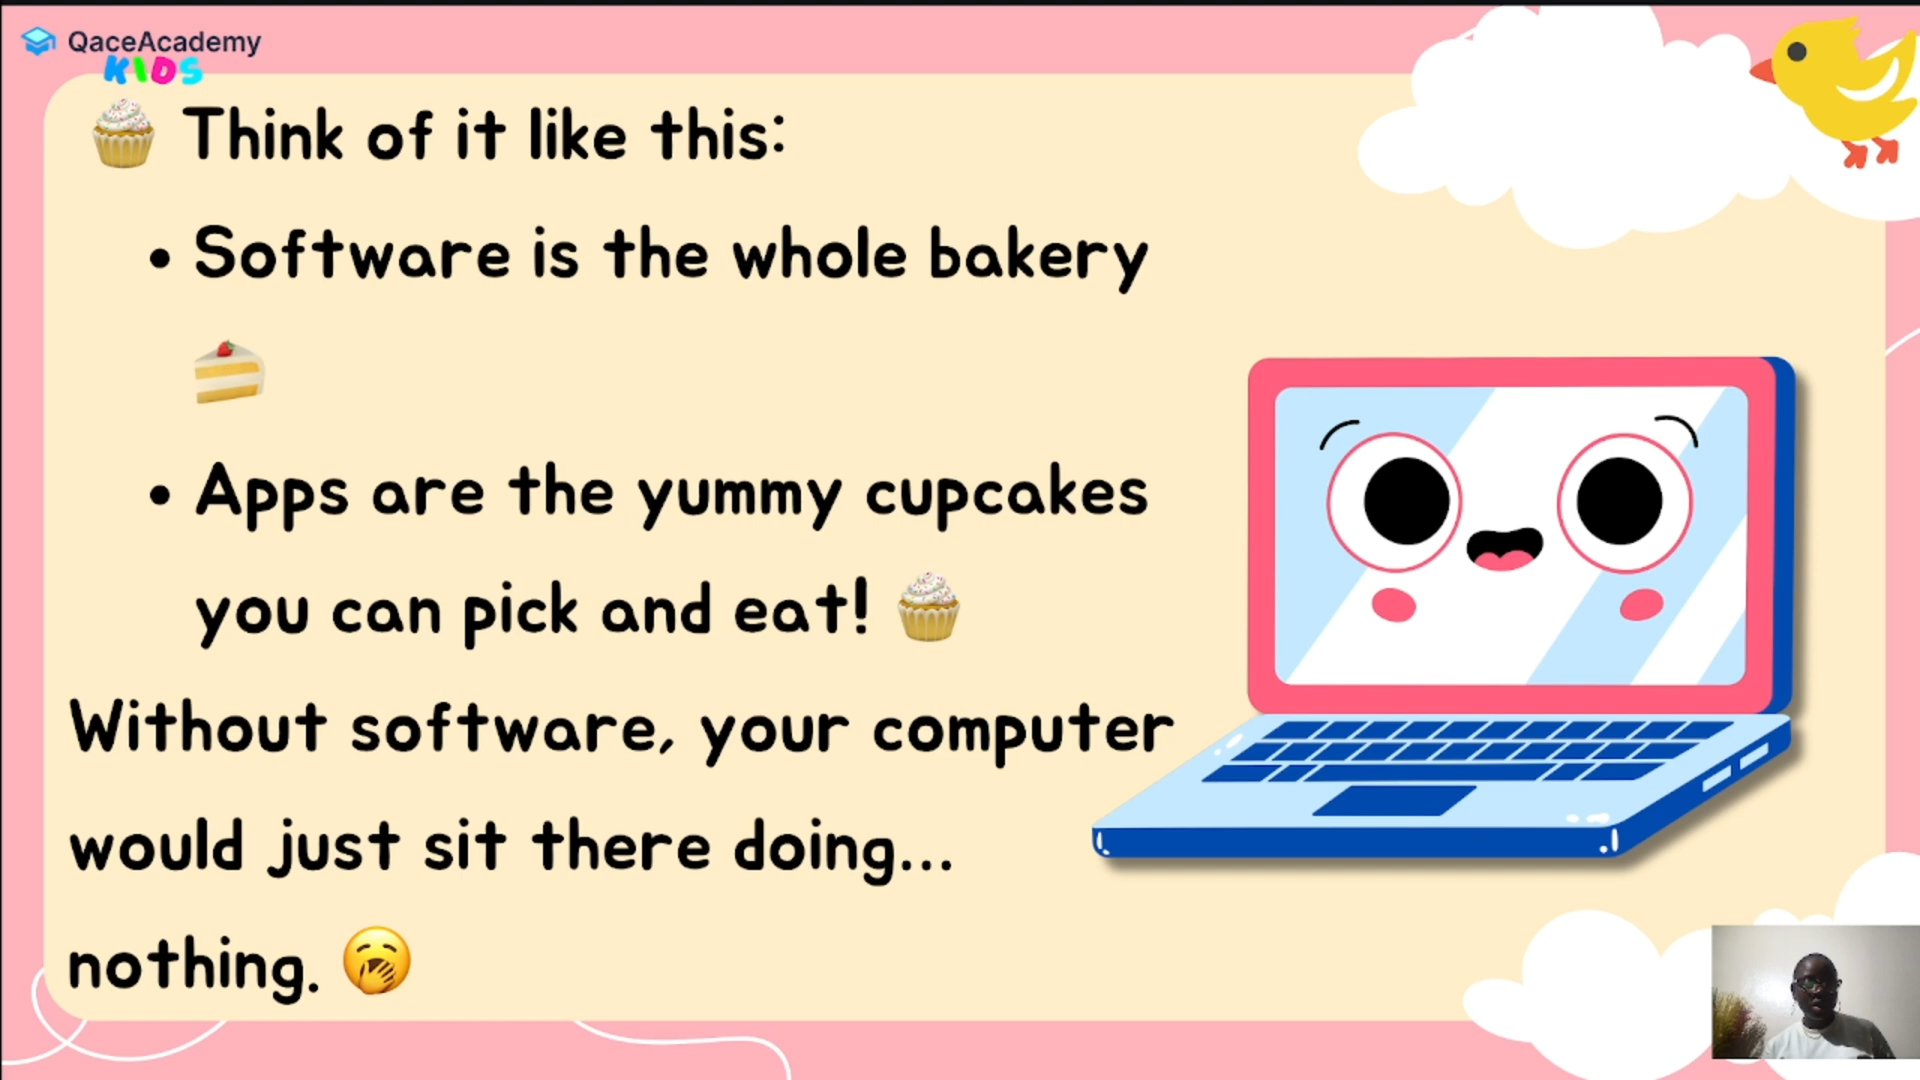 QaceAcademy
KIDS
🧁 Think of it like this:
• Software is the whole bakery
🍰
• Apps are the yummy cupcakes
you can pick and eat! 🧁
Without software, your computer
would just sit there doing...
nothing. 🥱